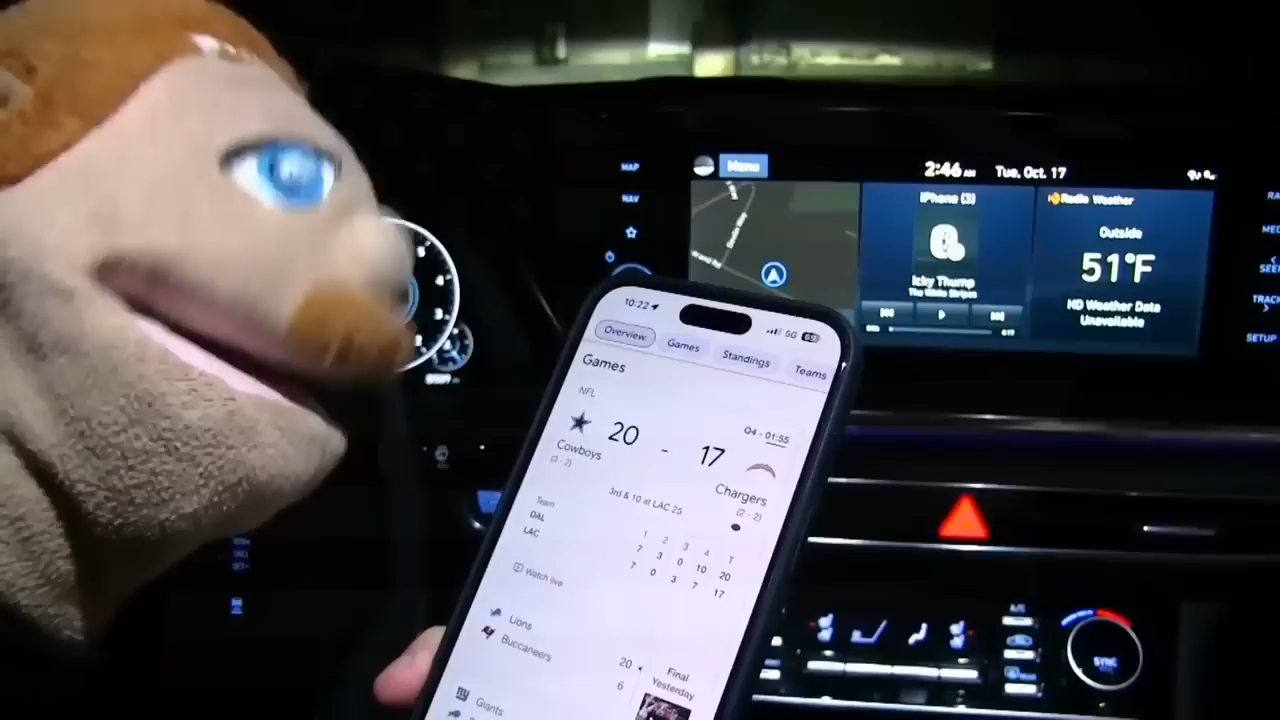 MAP
NAV
Menu
2:46 AM
Tue, Oct. 17
iPhone (3)
Icky Thump
The White Stripes
Radio Weather
Outside
51°F
HD Weather Data
Unavailable
SETUP
10:22
5G
Overview
Games
Standings
Teams
Games
NFL
Q4 - 01:55
20 - 17
Cowboys
Chargers
(3 - 2)
(2 - 2)
3rd & 10 at LAC 25
Team 1 2 3 4 T
DAL 7 3 0 10 20
LAC 7 0 3 7 17
Watch live
Lions 20
Buccaneers 6
Final
Yesterday
Giants
A/C
SYNC